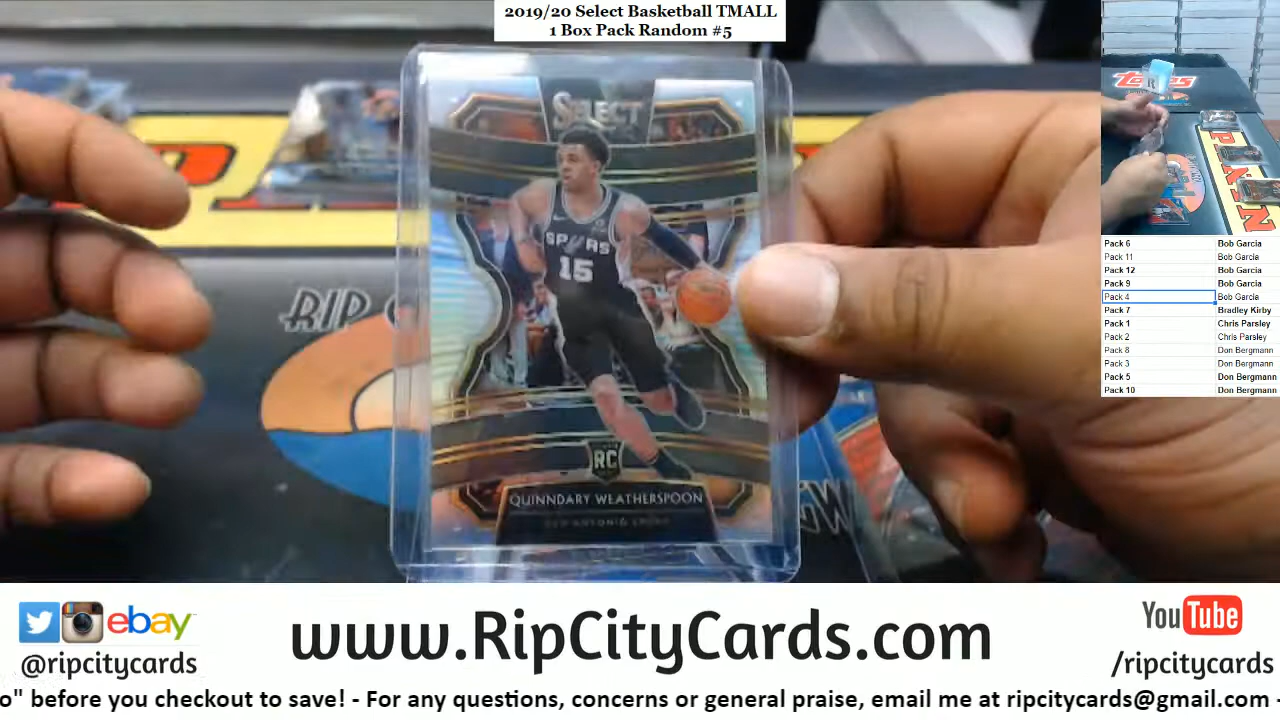 2019/20 Select Basketball TMALL
1 Box Pack Random #5
SELECT
SPURS
15
RC
QUINNDARY WEATHERSPOON
SAN ANTONIO SPURS
RIP
Topps
PANINI
Pack 6 Bob Garcia
Pack 11 Bob Garcia
Pack 12 Bob Garcia
Pack 9 Bob Garcia
Pack 4 Bob Garcia
Pack 7 Bradley Kirby
Pack 1 Chris Parsley
Pack 2 Chris Parsley
Pack 8 Don Bergmann
Pack 3 Don Bergmann
Pack 5 Don Bergmann
Pack 10 Don Bergmann
ebay
@ripcitycards
www.RipCityCards.com
YouTube
/ripcitycards
o" before you checkout to save! - For any questions, concerns or general praise, email me at ripcitycards@gmail.com -